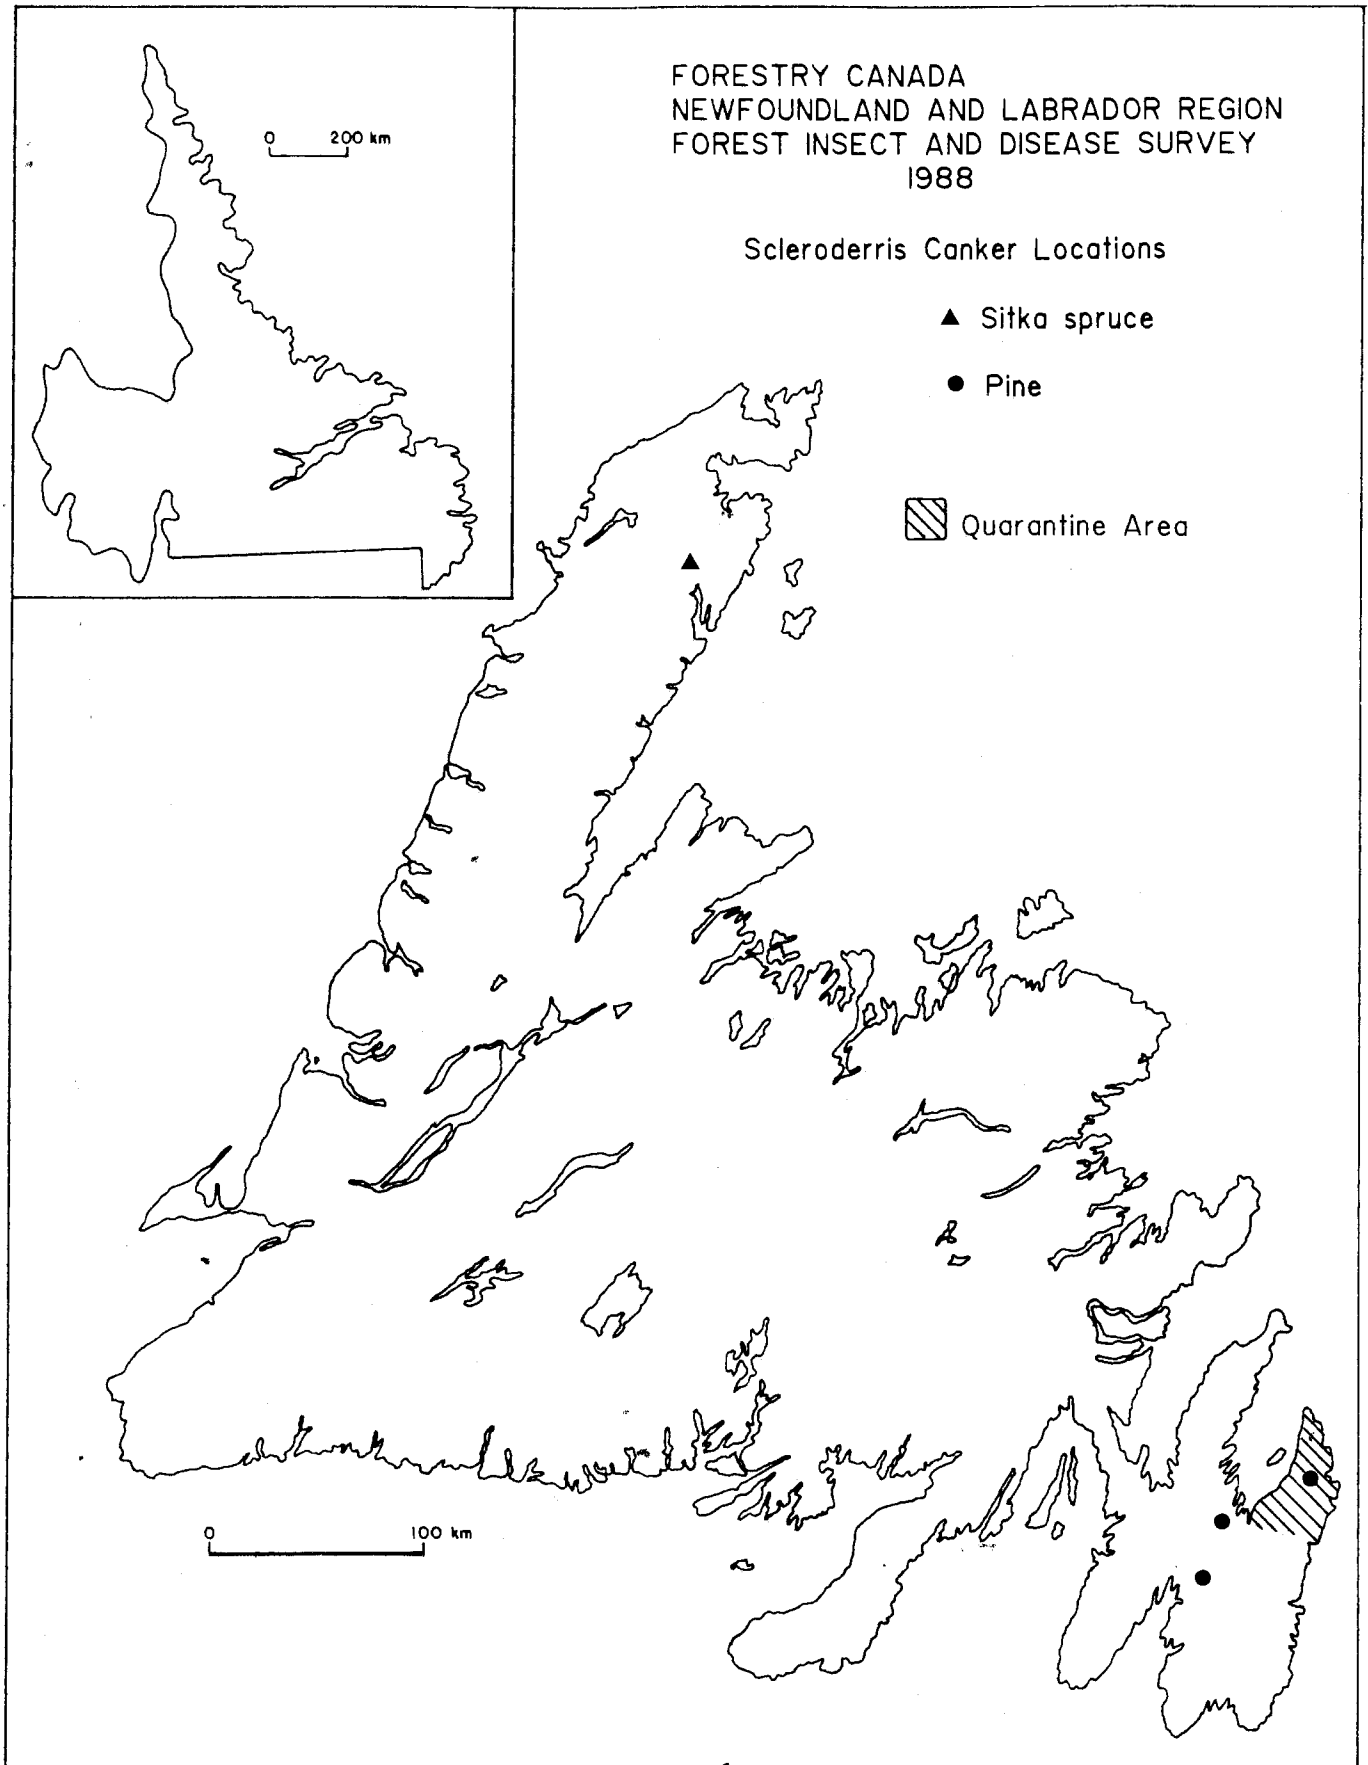 0 200 km
FORESTRY CANADA
NEWFOUNDLAND AND LABRADOR REGION
FOREST INSECT AND DISEASE SURVEY
1988
Scleroderris Canker Locations
Sitka spruce
Pine
Quarantine Area
0 100 km